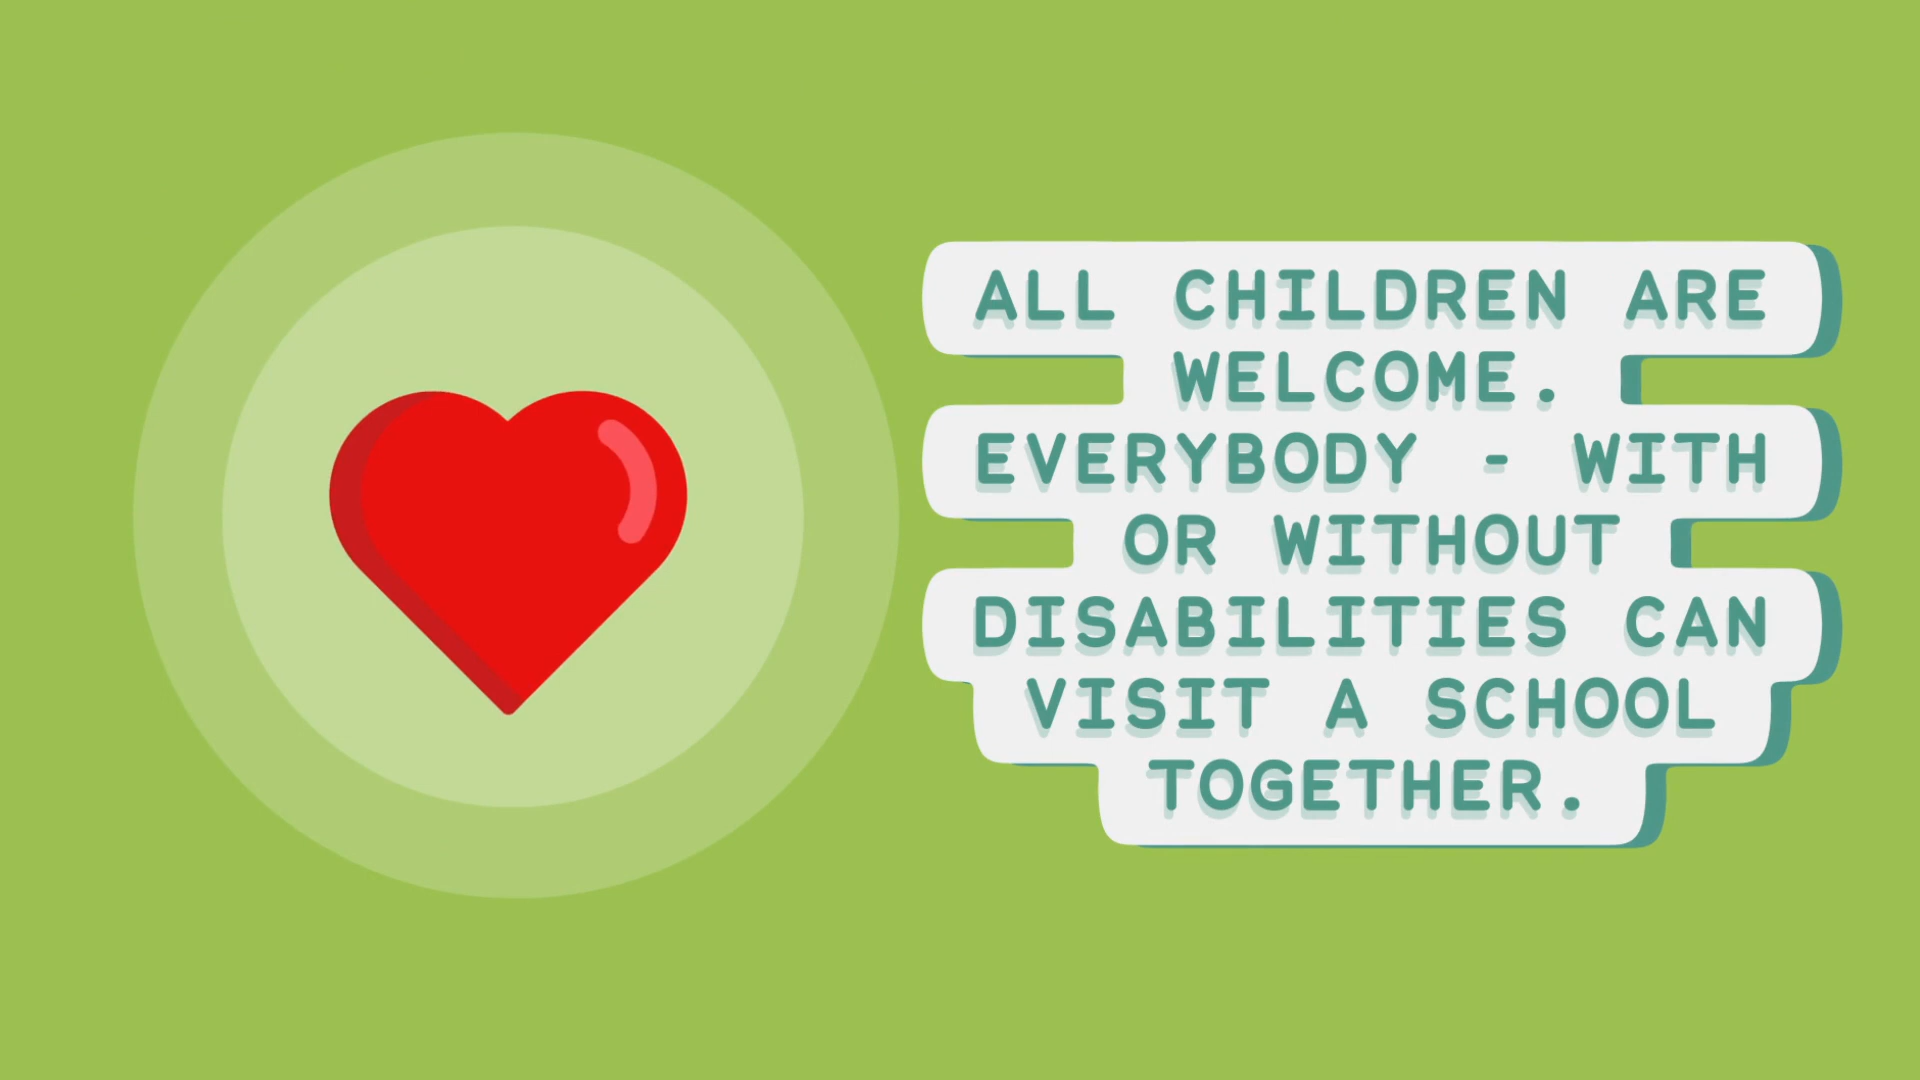 ALL CHILDREN ARE
WELCOME.
EVERYBODY - WITH
OR WITHOUT
DISABILITIES CAN
VISIT A SCHOOL
TOGETHER.